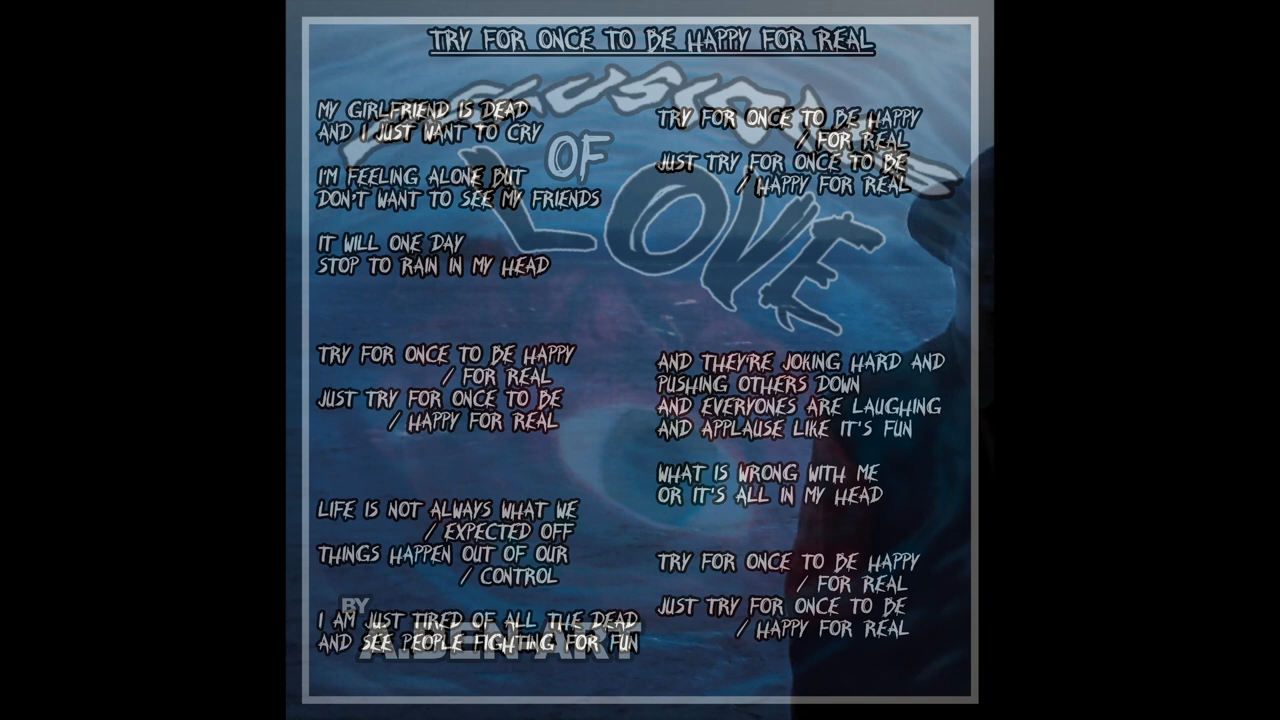 TRY FOR ONCE TO BE HAPPY FOR REAL
OF
LOVE
MY GIRLFRIEND IS DEAD
AND I JUST WANT TO CRY
I'M FEELING ALONE BUT
DON'T WANT TO SEE MY FRIENDS
IT WILL ONE DAY
STOP TO RAIN IN MY HEAD
TRY FOR ONCE TO BE HAPPY
/ FOR REAL
JUST TRY FOR ONCE TO BE
/ HAPPY FOR REAL
LIFE IS NOT ALWAYS WHAT WE
/ EXPECTED OFF
THINGS HAPPEN OUT OF OUR
/ CONTROL
I AM JUST TIRED OF ALL THE DEAD
AND SEE PEOPLE FIGHTING FOR FUN
BY
AIDEN ART
TRY FOR ONCE TO BE HAPPY
/ FOR REAL
JUST TRY FOR ONCE TO BE
/ HAPPY FOR REAL
AND THEY'RE JOKING HARD AND
PUSHING OTHERS DOWN
AND EVERYONES ARE LAUGHING
AND APPLAUSE LIKE IT'S FUN
WHAT IS WRONG WITH ME
OR IT'S ALL IN MY HEAD
TRY FOR ONCE TO BE HAPPY
/ FOR REAL
JUST TRY FOR ONCE TO BE
/ HAPPY FOR REAL